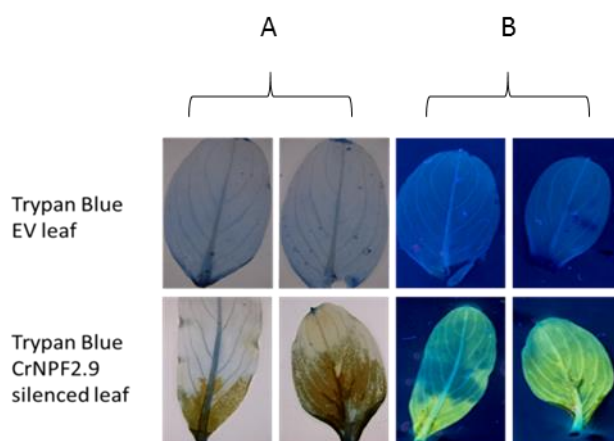 A
B
Trypan Blue
EV leaf
Trypan Blue
CrNPF2.9
silenced leaf